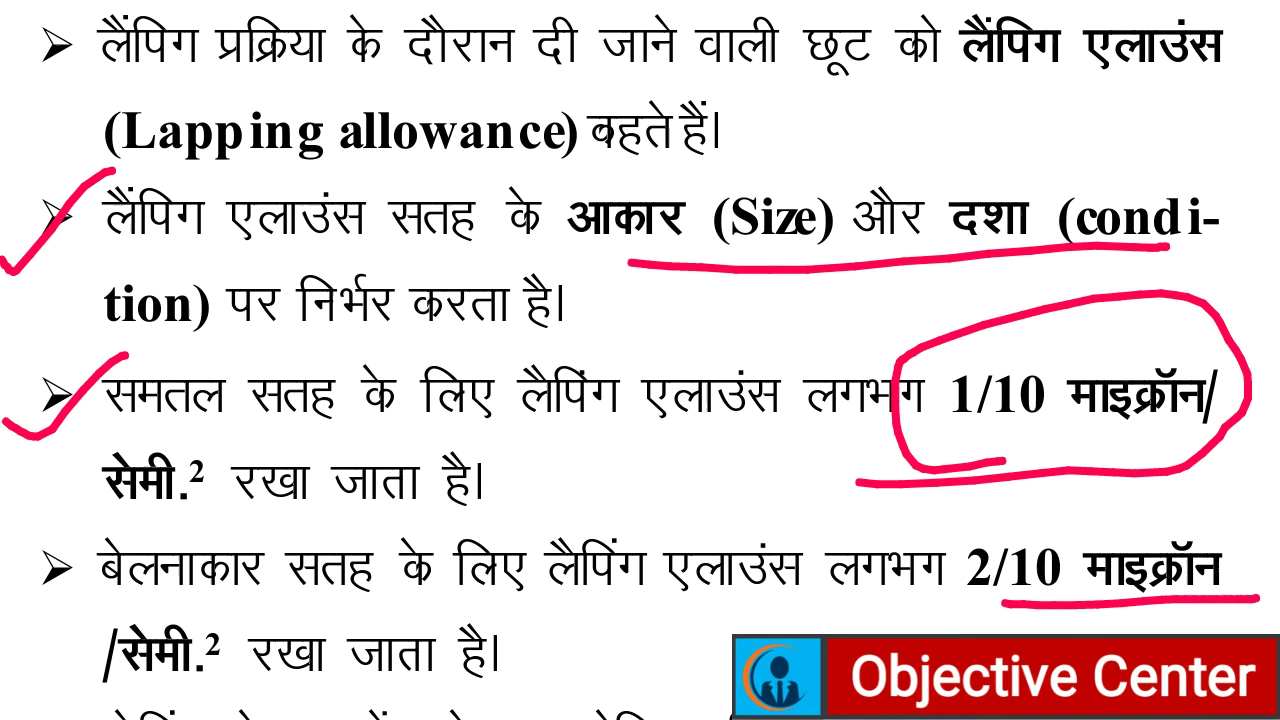 ➤ लैंपिग प्रक्रिया के दौरान दी जाने वाली छूट को लैंपिग एलाउंस
(Lapping allowance) कहते हैं।
➤ लैंपिग एलाउंस सतह के आकार (Size) और दशा (condi-
tion) पर निर्भर करता है।
➤ समतल सतह के लिए लैपिंग एलाउंस लगभग 1/10 माइक्रॉन/
सेमी.² रखा जाता है।
➤ बेलनाकार सतह के लिए लैपिंग एलाउंस लगभग 2/10 माइक्रॉन
/सेमी.² रखा जाता है।
Objective Center